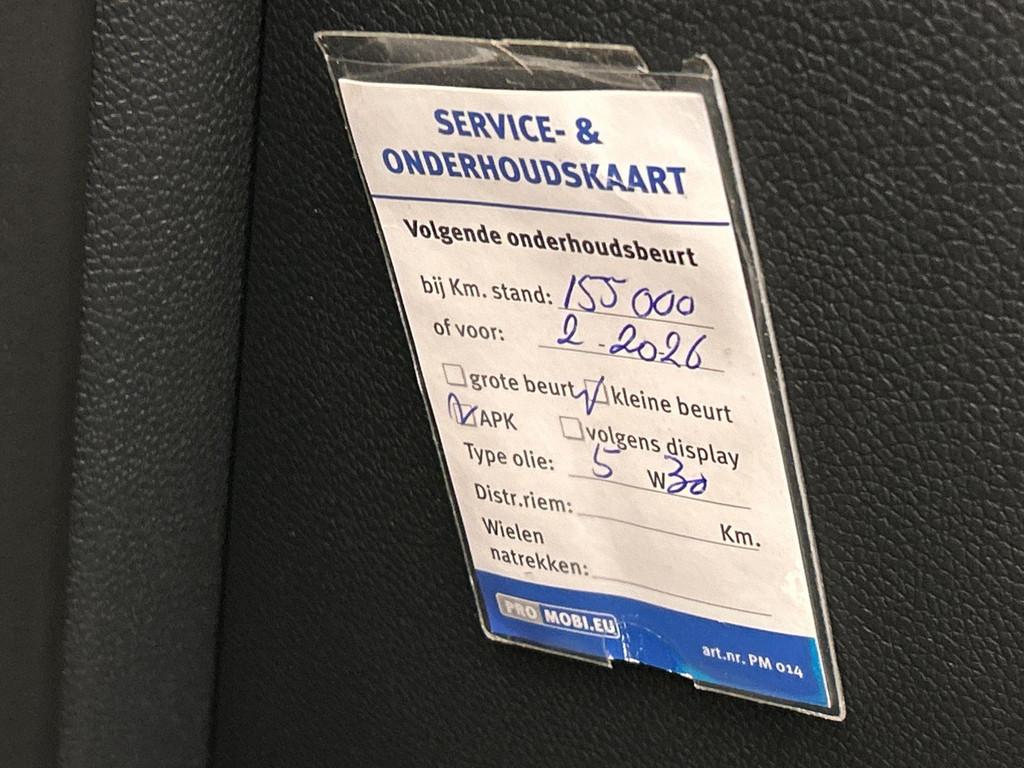 SERVICE- &
ONDERHOUDSKAART
Volgende onderhoudsbeurt
bij Km. stand: 155 000
of voor: 2-2026
grote beurt kleine beurt
APK volgens display
Type olie: 5 W30
Distr.riem: Km.
Wielen
natrekken:
PRO MOBI.EU art.nr. PM 014